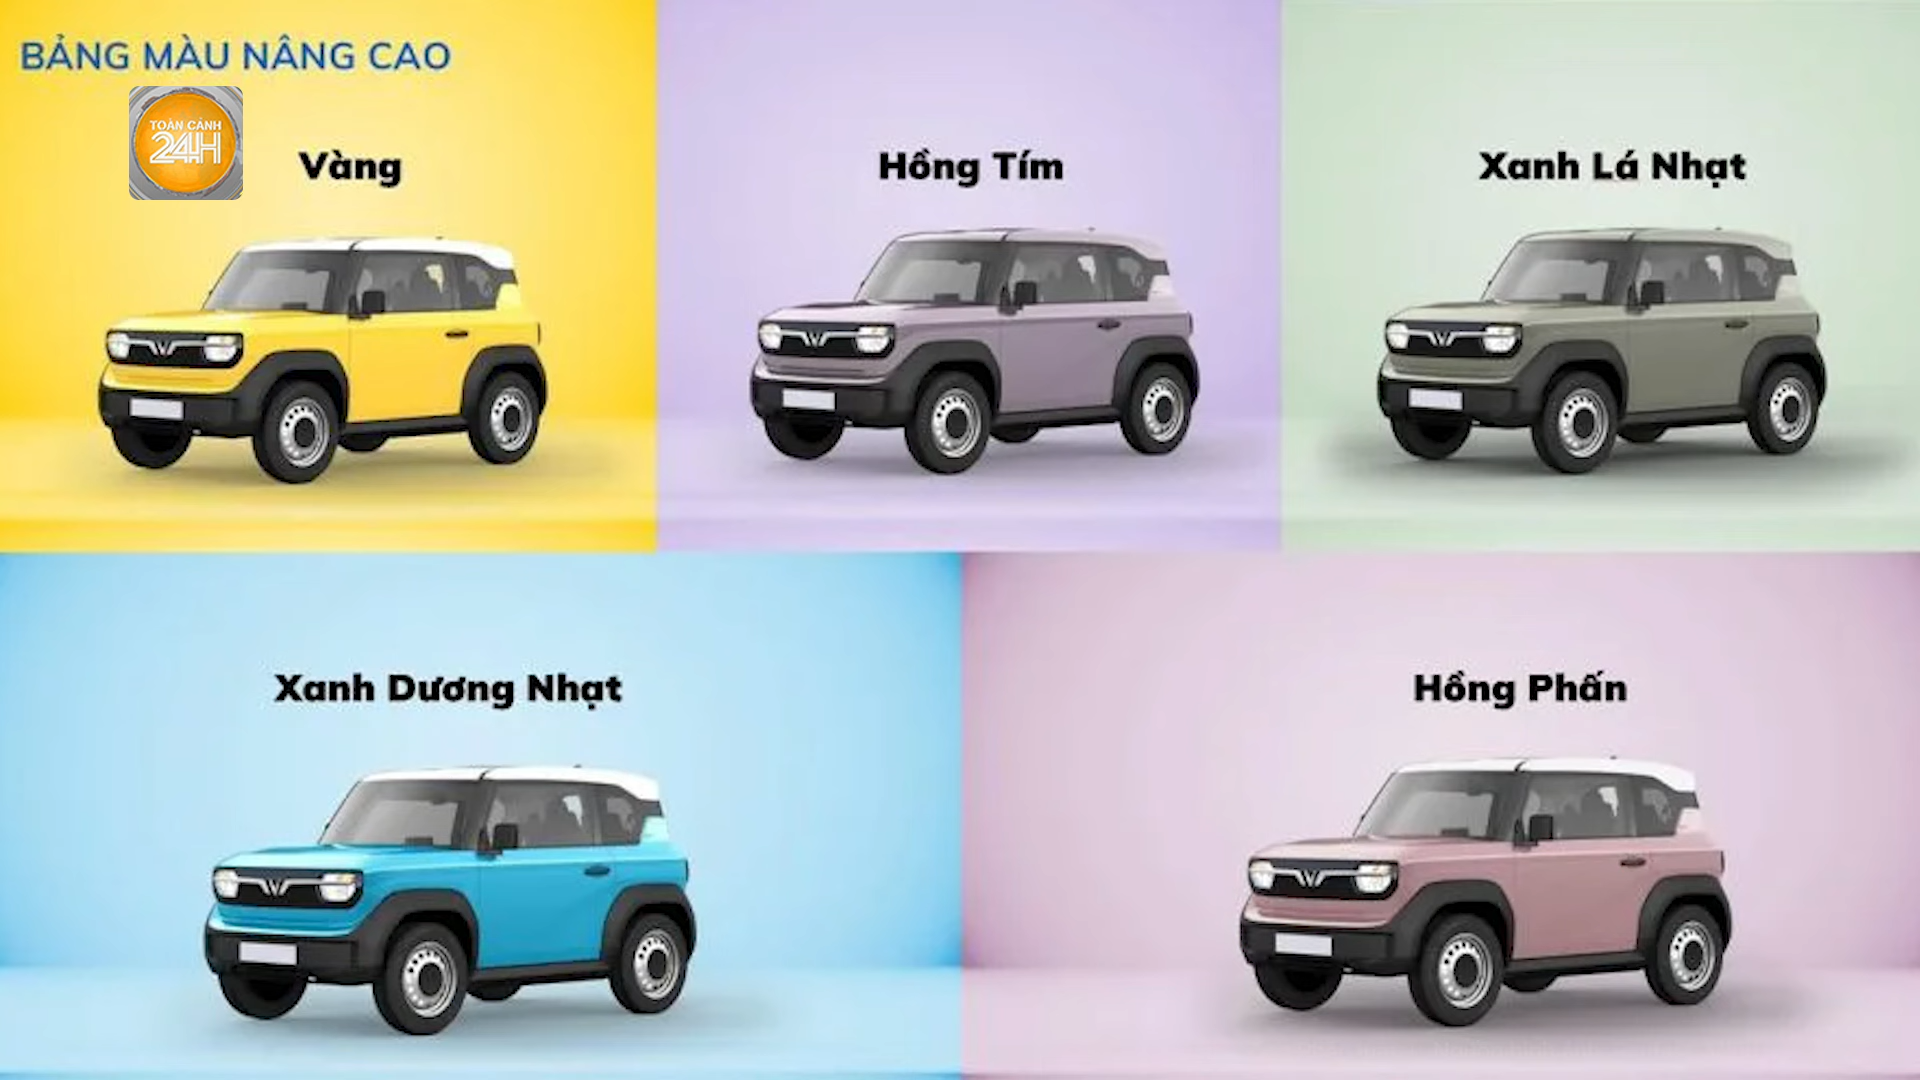 BẢNG MÀU NÂNG CAO
TOÀN CẢNH
24H
Vàng
Hồng Tím
Xanh Lá Nhạt
Xanh Dương Nhạt
Hồng Phấn